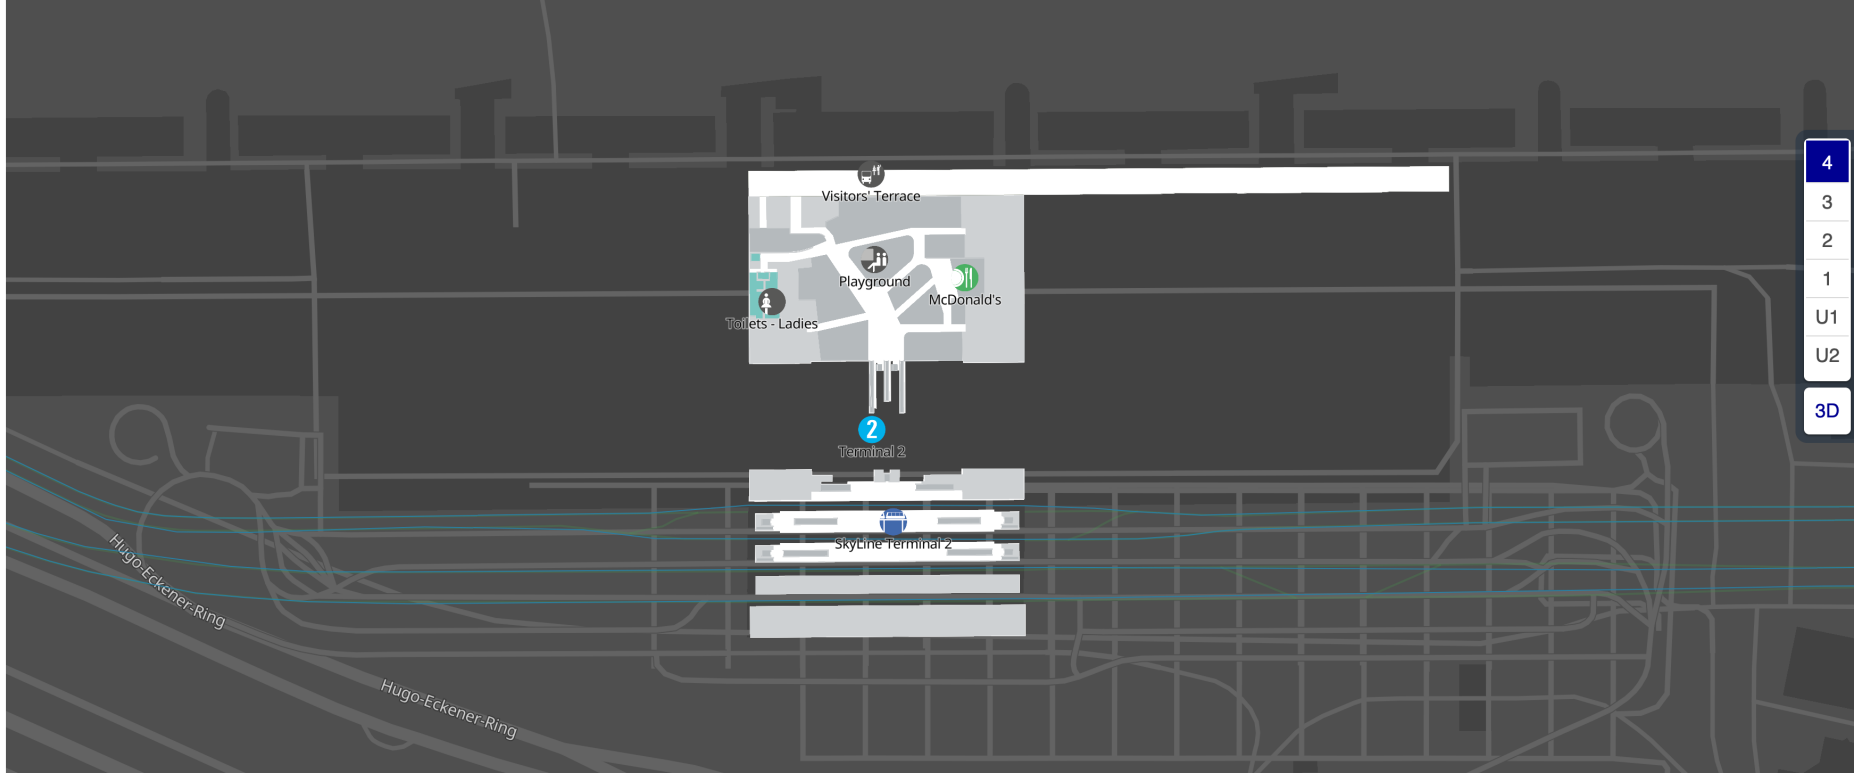 Visitors' Terrace
Playground
McDonald's
Toilets - Ladies
2
Terminal 2
SkyLine Terminal 2
Hugo-Eckener-Ring
Hugo-Eckener-Ring
4
3
2
1
U1
U2
3D